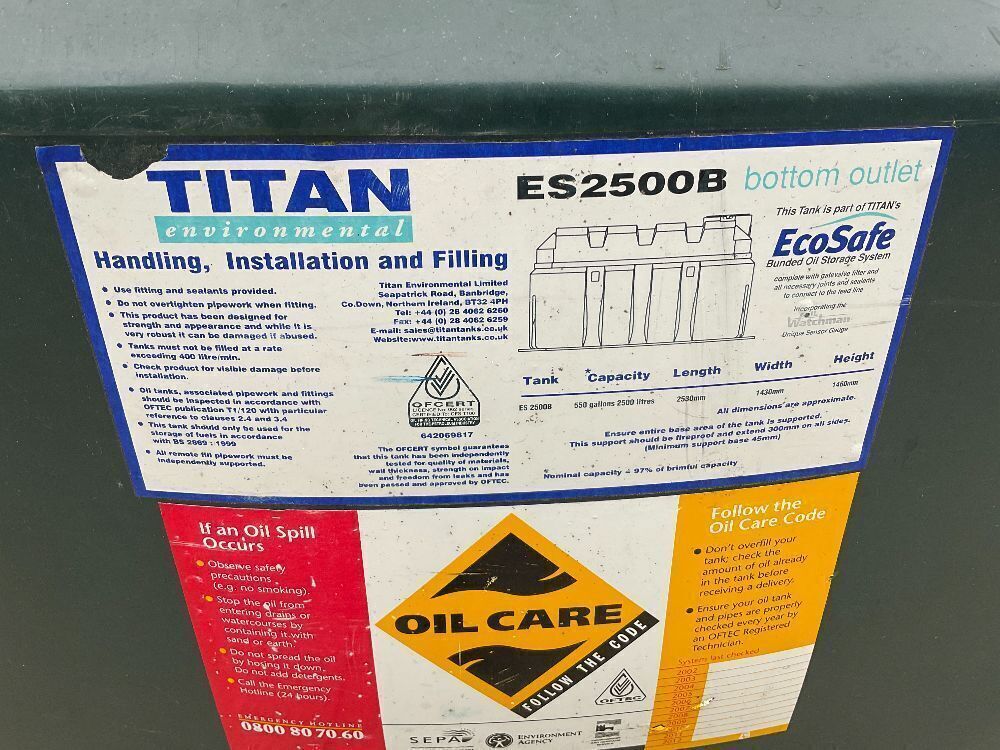 TITAN
environmental
Handling, Installation and Filling
• Use fitting and sealants provided.
• Do not overtighten pipework when fitting.
• This product has been designed for
strength and appearance and while it is
very robust it can be damaged if abused.
• Tanks must not be filled at a rate
exceeding 400 litre/min.
• Check product for visible damage before
installation.
• Oil tanks, associated pipework and fittings
should be inspected in accordance with
OFTEC publication T1/120 with particular
reference to clauses 2.4 and 3.4
• This tank should only be used for the
storage of fuels in accordance
with BS 2869 : 1999
• All remote fill pipework must be
independently supported.
Titan Environmental Limited
Seapatrick Road, Banbridge,
Co.Down, Northern Ireland, BT32 4PH
Tel: +44 (0) 28 4062 6260
Fax: +44 (0) 28 4062 6259
E-mail: sales@titantanks.co.uk
Website:www.titantanks.co.uk
OFCERT
642069817
The OFCERT symbol guarantees
that this tank has been independently
tested for quality of materials,
wall thickness, strength on impact
and freedom from leaks and has
been passed and approved by OFTEC.
ES2500B bottom outlet
This Tank is part of TITAN's
EcoSafe
Bunded Oil Storage System
complete with gatevalve filter and
all necessary joints and sealants
to connect to the feed line
incorporating the
Watchman
Unique Sensor Gauge
Tank *Capacity Length Width Height
ES 2500B 550 gallons 2500 litres 2530mm 1430mm 1460mm
All dimensions are approximate.
Ensure entire base area of the tank is supported.
This support should be fireproof and extend 300mm on all sides.
(Minimum support base 45mm)
*Nominal capacity = 97% of brimful capacity
If an Oil Spill
Occurs
• Observe safety
precautions
(e.g. no smoking)
• Stop the oil from
entering drains or
watercourses by
containing it with
sand or earth.
• Do not spread the oil
by hosing it down.
Do not add detergents.
• Call the Emergency
Hotline (24 hours).
EMERGENCY HOTLINE
0800 80 70 60
OIL CARE
FOLLOW THE CODE
OFTEC
SEPA
ENVIRONMENT
AGENCY
Follow the
Oil Care Code
• Don't overfill your
tank; check the
amount of oil already
in the tank before
receiving a delivery.
• Ensure your oil tank
and pipes are properly
checked every year by
an OFTEC Registered
Technician.
System last checked
2002
2003
2004
2005
2006
2007
2008
2009